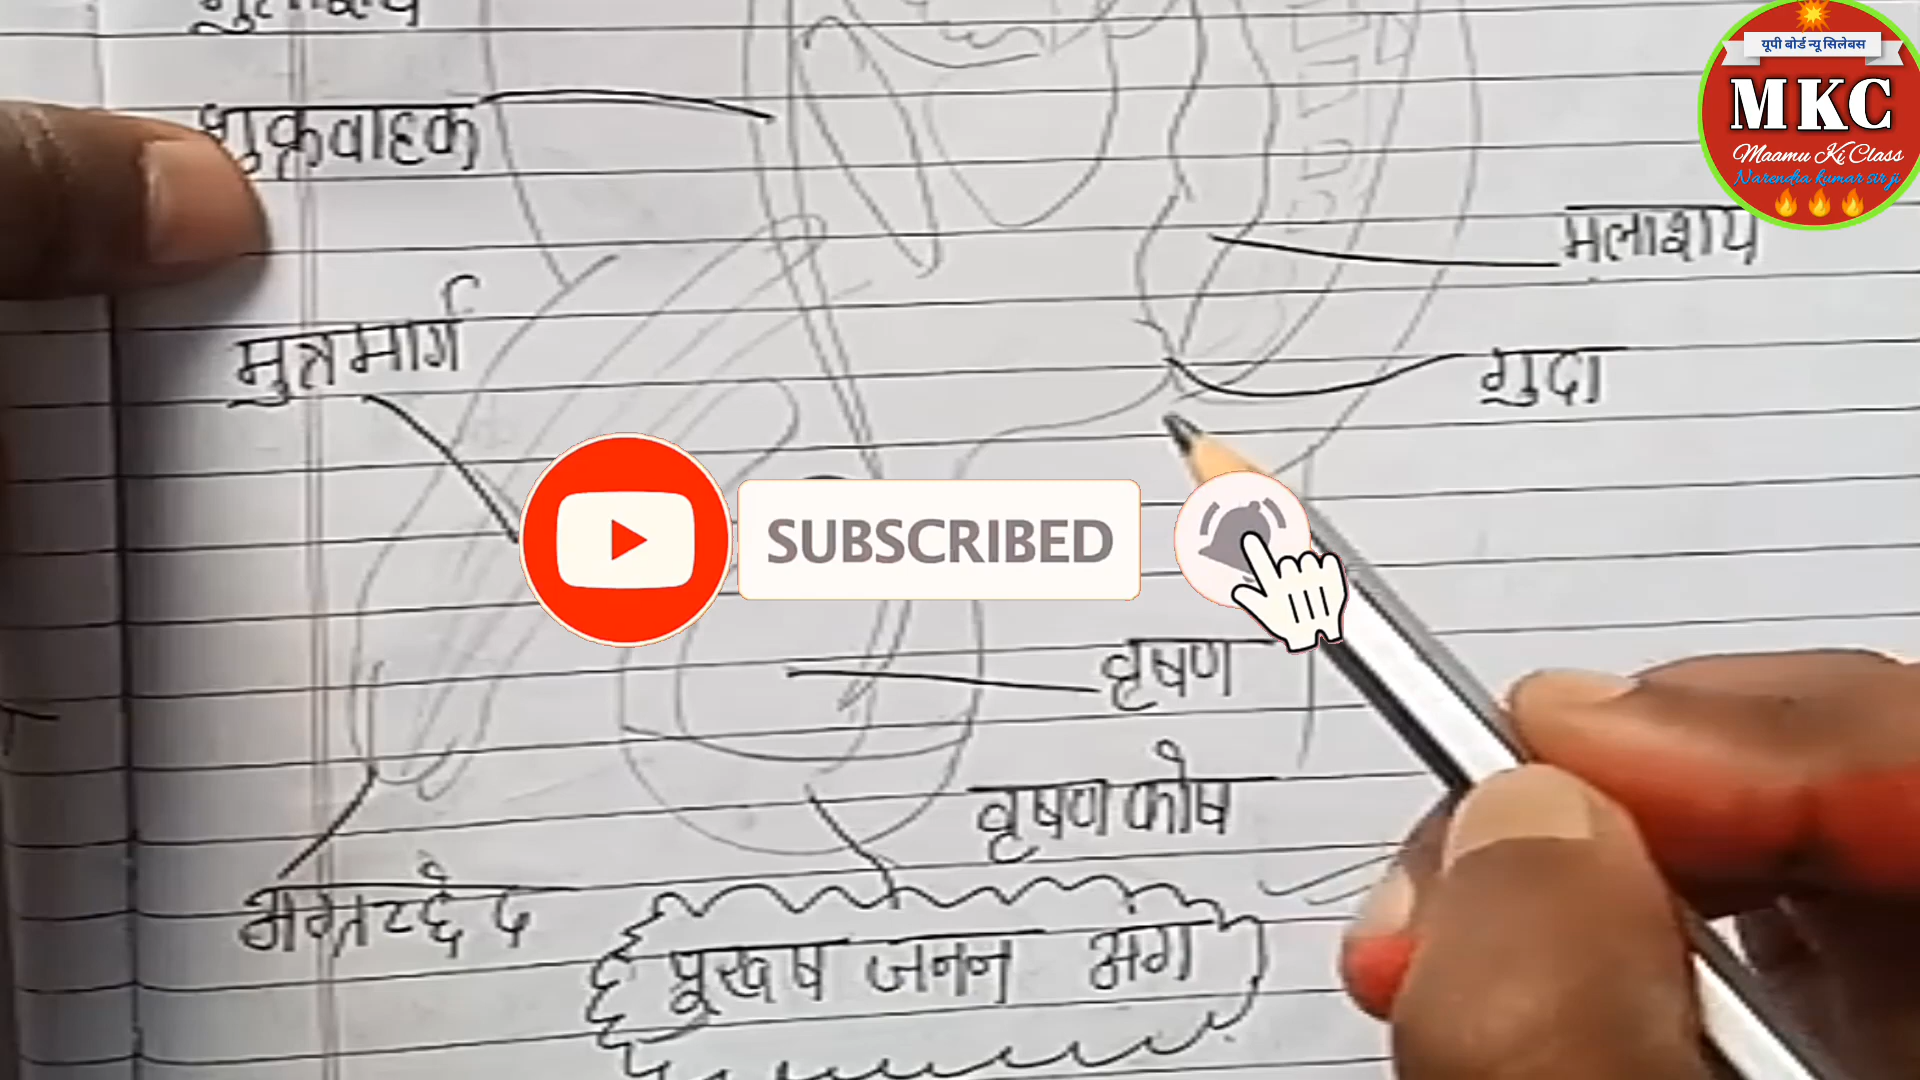 शुक्रवाहक
मुत्रमार्ग
मलाशय
गुदा
वृषण
वृषण कोष
पुरूष जनन अंग
SUBSCRIBED
यूपी बोर्ड न्यू सिलेबस
MKC
Maamu Ki Class
Narendra kumar sir ji